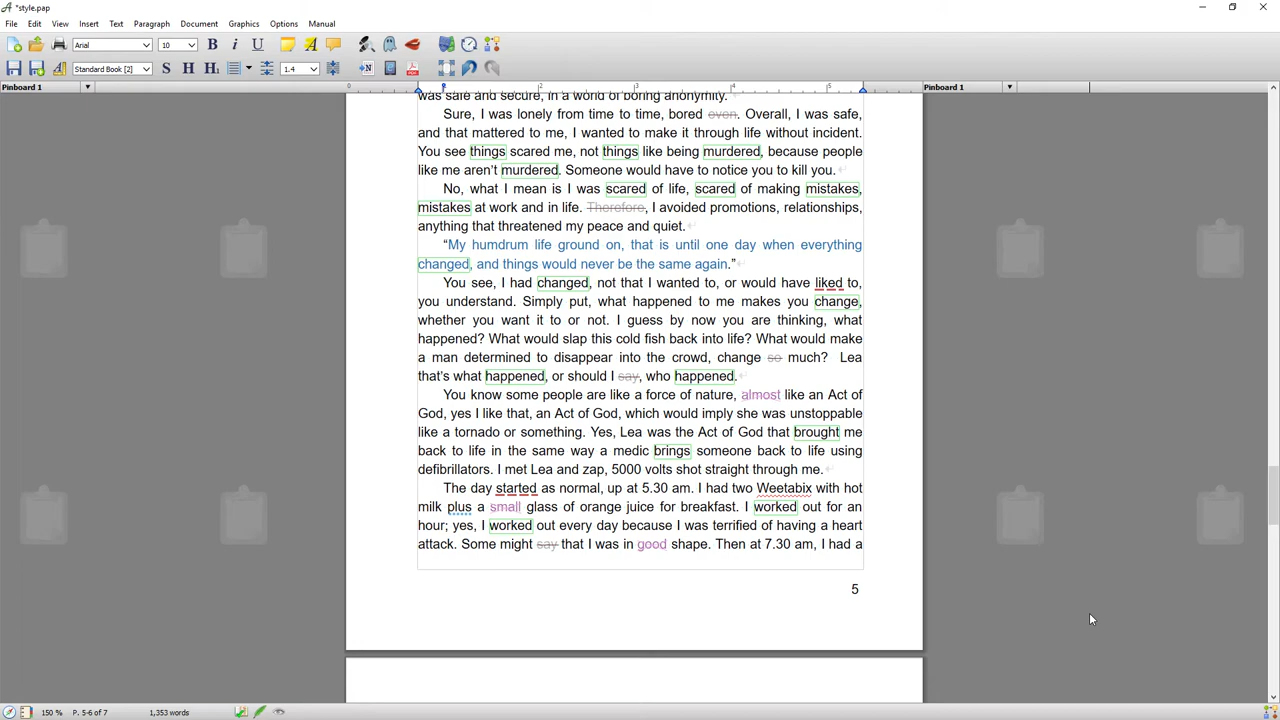 *style.pap
File Edit View Insert Text Paragraph Document Graphics Options Manual
Arial 10 B i U
Standard Book [2] S H H1 1.4
Pinboard 1 0 2 3 4 5 Pinboard 1
was safe and secure, in a world of boring anonymity.
Sure, I was lonely from time to time, bored even. Overall, I was safe,
and that mattered to me, I wanted to make it through life without incident.
You see things scared me, not things like being murdered, because people
like me aren't murdered. Someone would have to notice you to kill you.
No, what I mean is I was scared of life, scared of making mistakes,
mistakes at work and in life. Therefore, I avoided promotions, relationships,
anything that threatened my peace and quiet.
“My humdrum life ground on, that is until one day when everything
changed, and things would never be the same again.”
You see, I had changed, not that I wanted to, or would have liked to,
you understand. Simply put, what happened to me makes you change,
whether you want it to or not. I guess by now you are thinking, what
happened? What would slap this cold fish back into life? What would make
a man determined to disappear into the crowd, change so much? Lea
that's what happened, or should I say, who happened.
You know some people are like a force of nature, almost like an Act of
God, yes I like that, an Act of God, which would imply she was unstoppable
like a tornado or something. Yes, Lea was the Act of God that brought me
back to life in the same way a medic brings someone back to life using
defibrillators. I met Lea and zap, 5000 volts shot straight through me.
The day started as normal, up at 5.30 am. I had two Weetabix with hot
milk plus a small glass of orange juice for breakfast. I worked out for an
hour; yes, I worked out every day because I was terrified of having a heart
attack. Some might say that I was in good shape. Then at 7.30 am, I had a
5
150 % P. 5-6 of 7 1,353 words